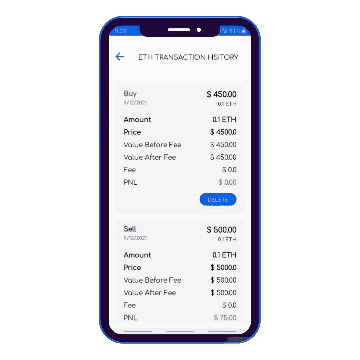 9:28 81%
ETH TRANSACTION HSITORY
Buy $ 450.00
9/12/2021 0.1 ETH
Amount 0.1 ETH
Price $ 4500.0
Value Before Fee $ 450.00
Value After Fee $ 450.00
Fee $ 0.0
PNL $ 0.00
DELETE
Sell $ 500.00
9/12/2021 0.1 ETH
Amount 0.1 ETH
Price $ 5000.0
Value Before Fee $ 500.00
Value After Fee $ 500.00
Fee $ 0.0
PNL $ 75.00